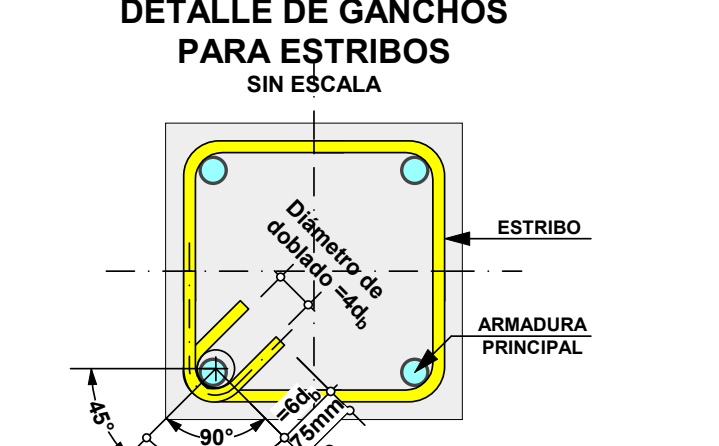 DETALLE DE GANCHOS
PARA ESTRIBOS
SIN ESCALA
Diámetro de
doblado =4db
ESTRIBO
ARMADURA
PRINCIPAL
=6db
75mm
45°
90°